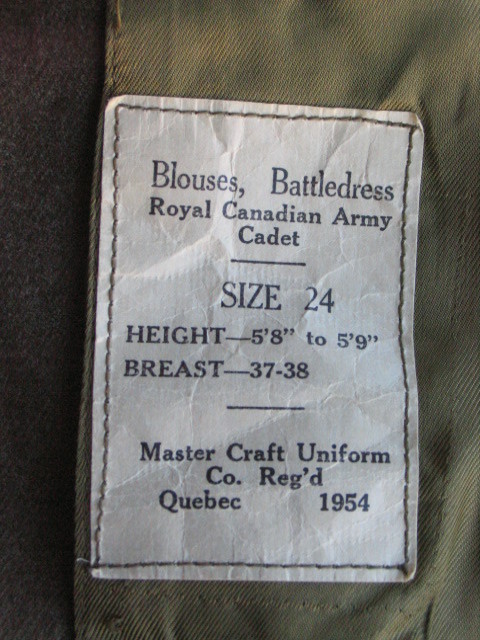 Blouses, Battledress
Royal Canadian Army
Cadet
SIZE 24
HEIGHT—5'8" to 5'9"
BREAST—37-38
Master Craft Uniform
Co. Reg'd
Quebec 1954